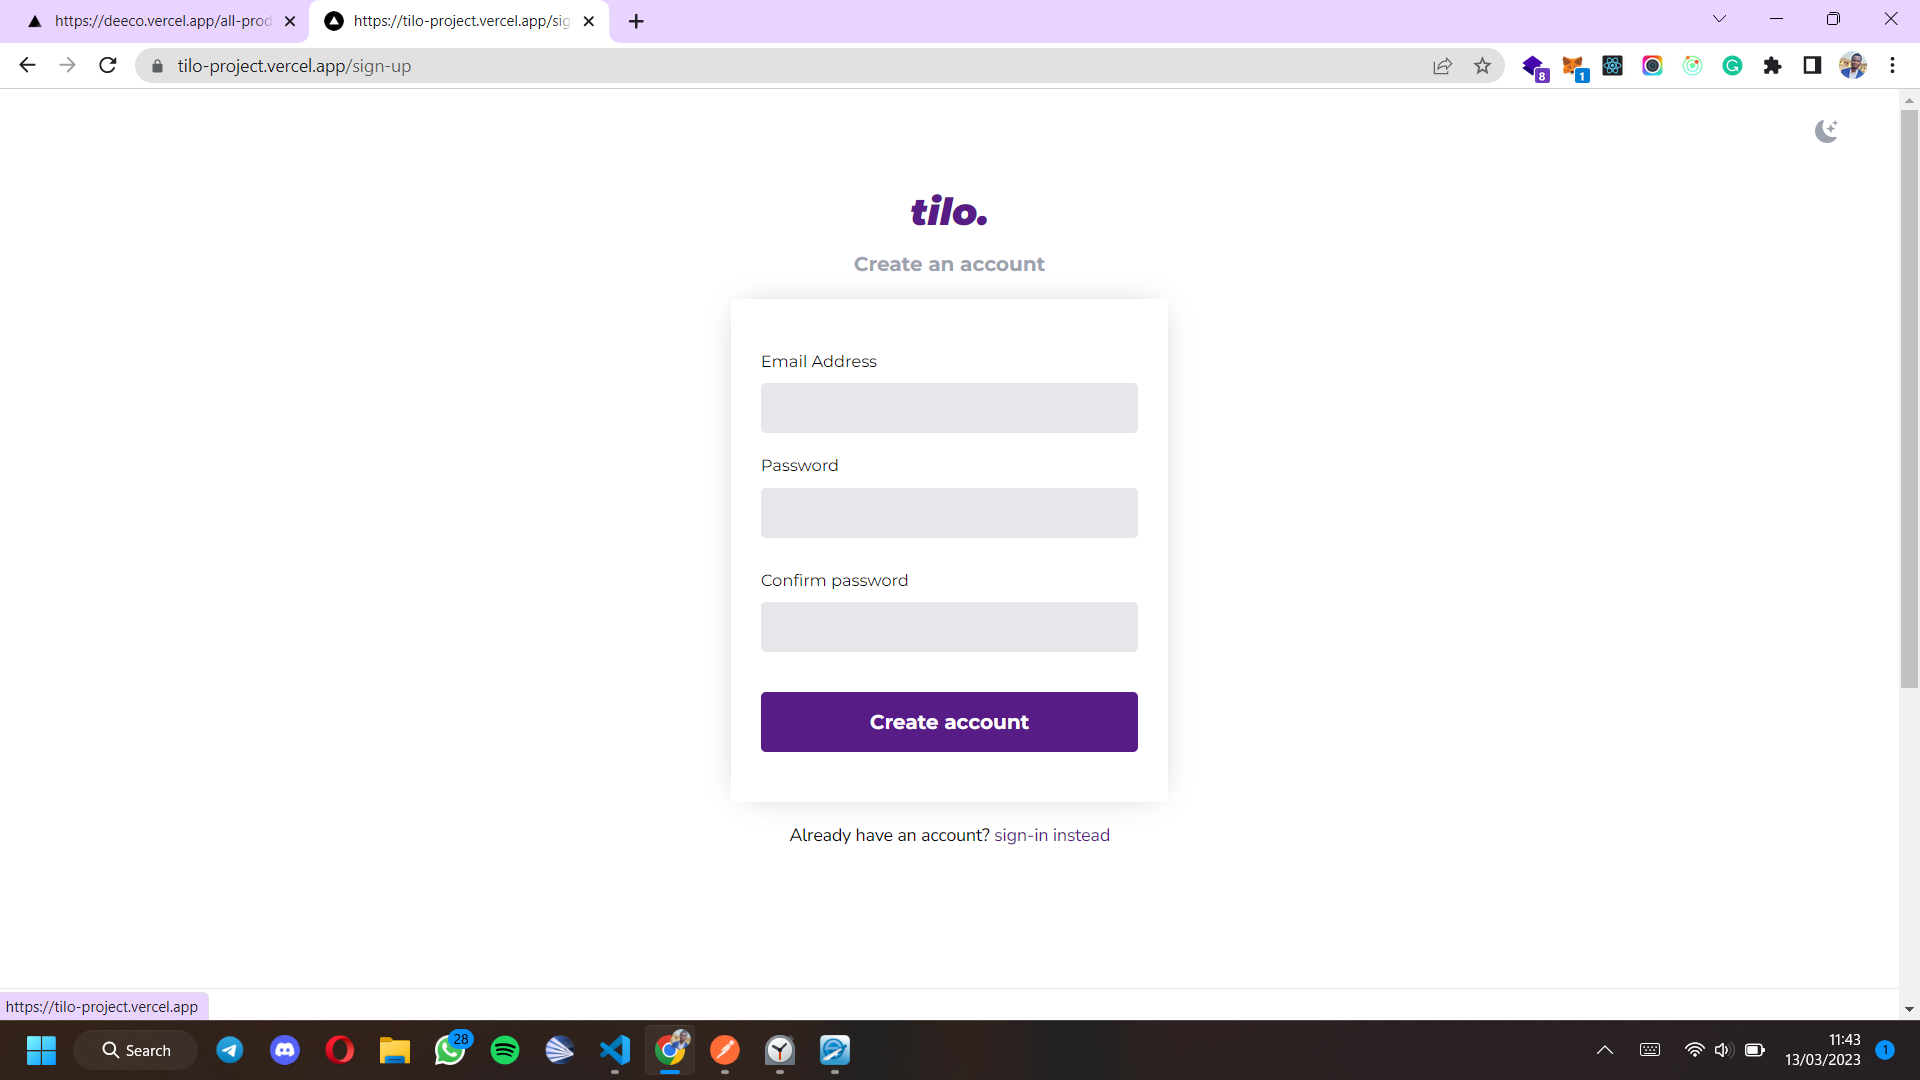 https://deeco.vercel.app/all-prod
https://tilo-project.vercel.app/sig
tilo-project.vercel.app/sign-up
8
1
tilo.
Create an account
Email Address
Password
Confirm password
Create account
Already have an account? sign-in instead
https://tilo-project.vercel.app
Search
28
11:43
13/03/2023
1